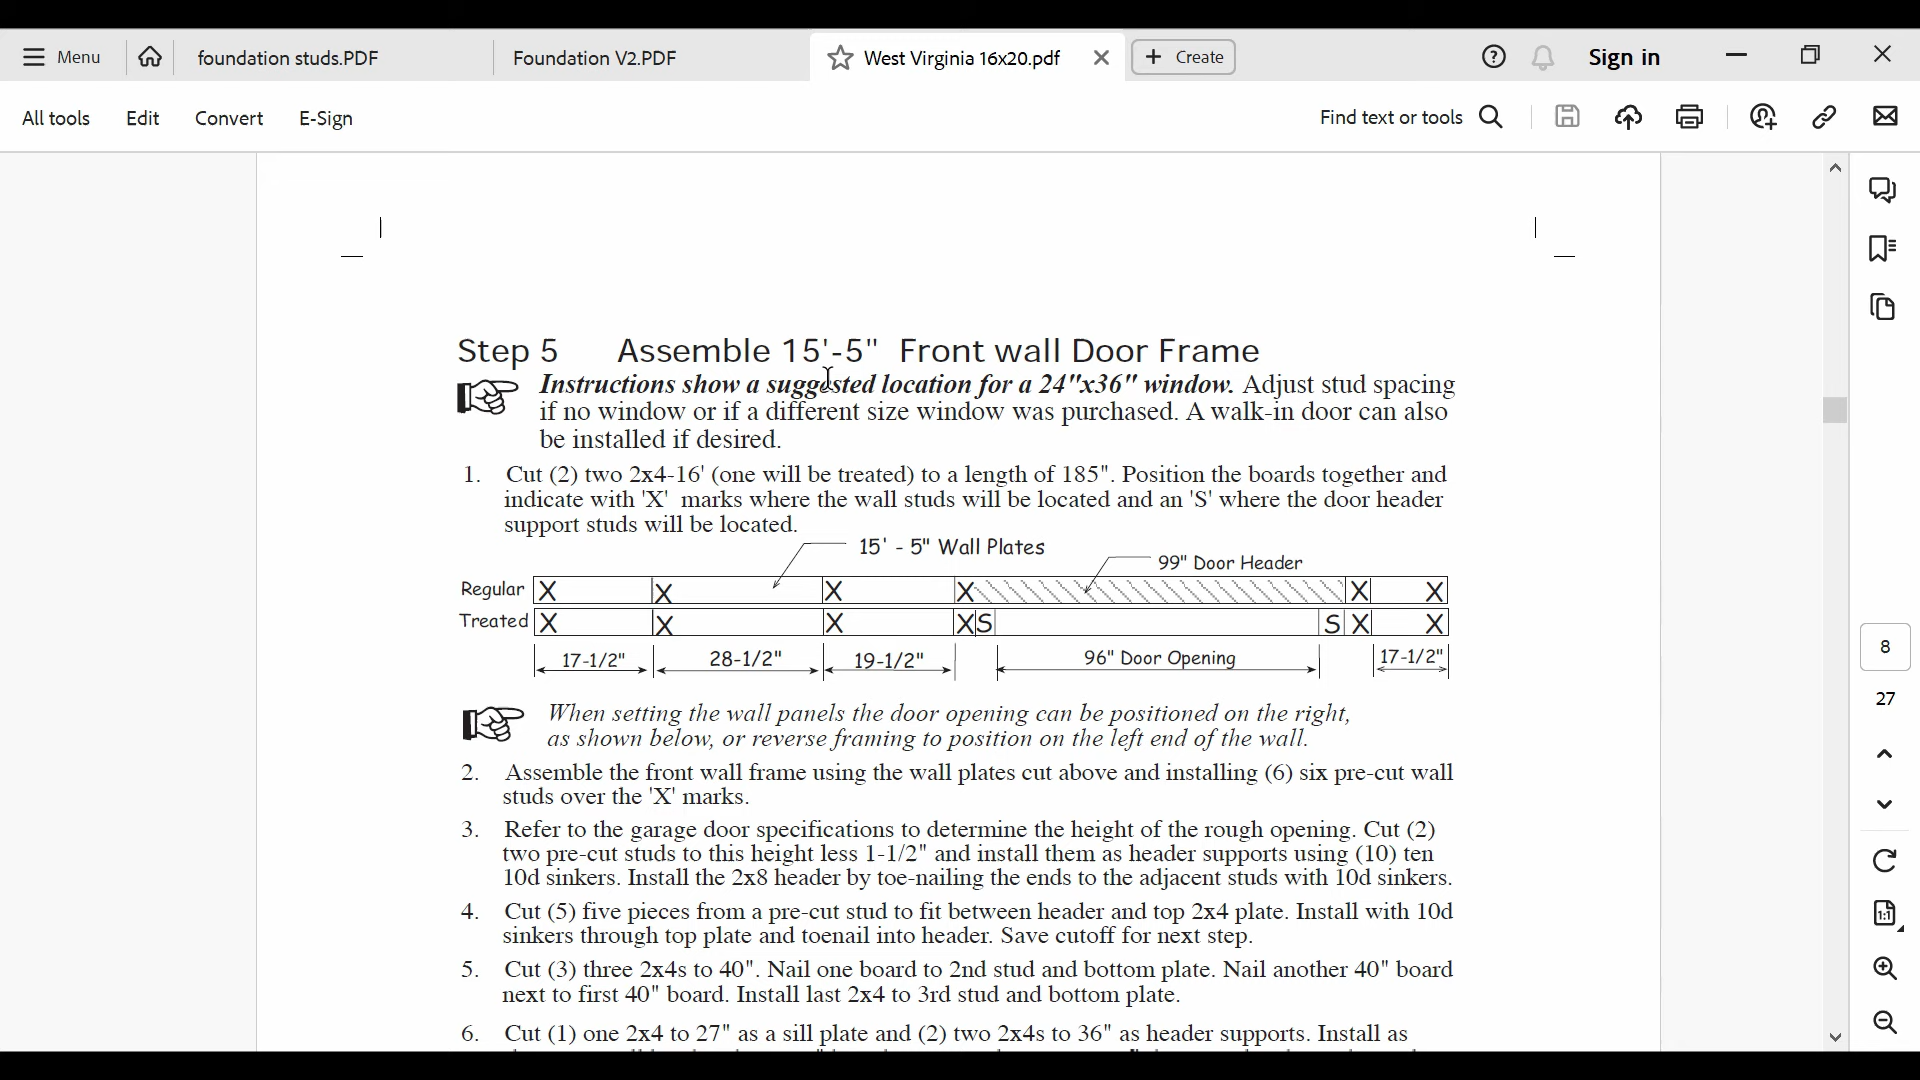 Menu
foundation studs.PDF
Foundation V2.PDF
West Virginia 16x20.pdf
Create
Sign in
All tools
Edit
Convert
E-Sign
Find text or tools
Step 5 Assemble 15'-5" Front wall Door Frame
Instructions show a suggested location for a 24"x36" window. Adjust stud spacing
if no window or if a different size window was purchased. A walk-in door can also
be installed if desired.
1. Cut (2) two 2x4-16' (one will be treated) to a length of 185". Position the boards together and
indicate with 'X' marks where the wall studs will be located and an 'S' where the door header
support studs will be located.
15' - 5" Wall Plates
99" Door Header
Regular X X X X X X
Treated X X X X S S X X
17-1/2" 28-1/2" 19-1/2" 96" Door Opening 17-1/2"
When setting the wall panels the door opening can be positioned on the right,
as shown below, or reverse framing to position on the left end of the wall.
2. Assemble the front wall frame using the wall plates cut above and installing (6) six pre-cut wall
studs over the 'X' marks.
3. Refer to the garage door specifications to determine the height of the rough opening. Cut (2)
two pre-cut studs to this height less 1-1/2" and install them as header supports using (10) ten
10d sinkers. Install the 2x8 header by toe-nailing the ends to the adjacent studs with 10d sinkers.
4. Cut (5) five pieces from a pre-cut stud to fit between header and top 2x4 plate. Install with 10d
sinkers through top plate and toenail into header. Save cutoff for next step.
5. Cut (3) three 2x4s to 40". Nail one board to 2nd stud and bottom plate. Nail another 40" board
next to first 40" board. Install last 2x4 to 3rd stud and bottom plate.
6. Cut (1) one 2x4 to 27" as a sill plate and (2) two 2x4s to 36" as header supports. Install as
8
27
1:1